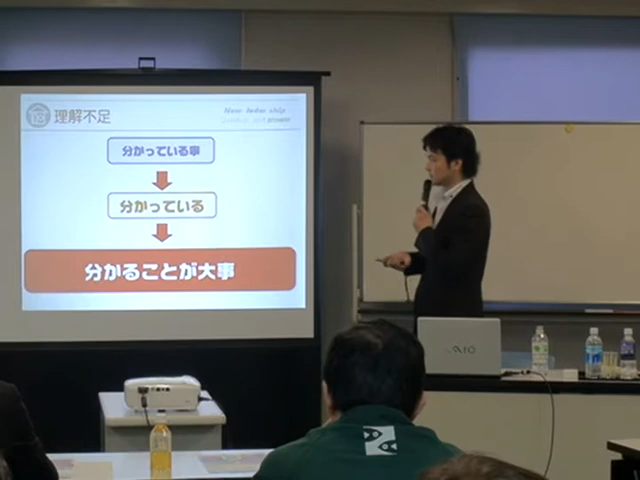 理解不足
分かっている事
分かっている
分かることが大事
VAIO